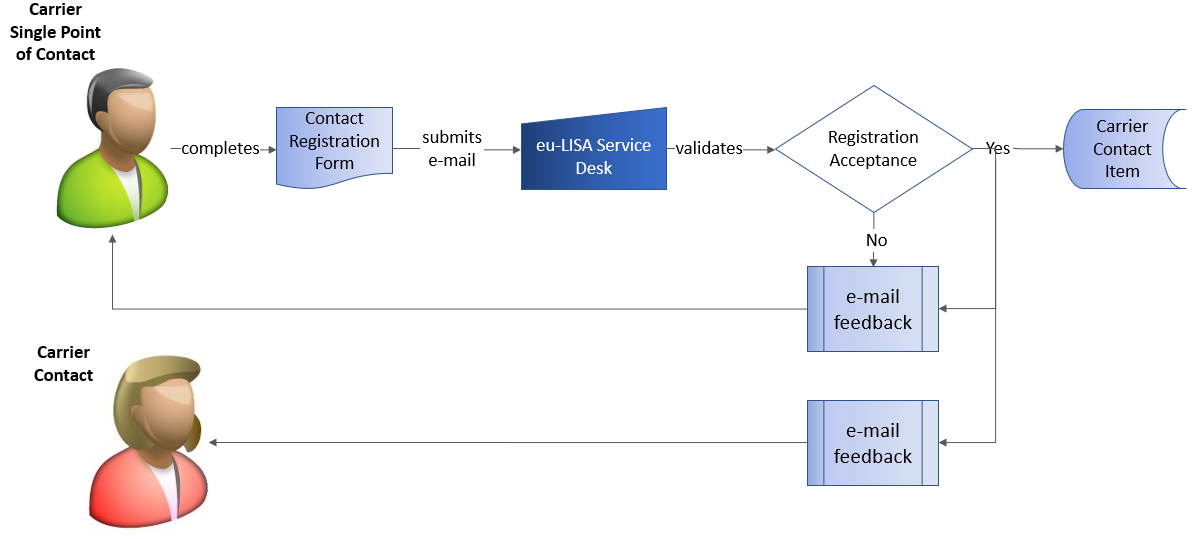 Carrier
Single Point
of Contact
completes
Contact
Registration
Form
submits
e-mail
eu-LISA Service
Desk
validates
Registration
Acceptance
Yes
Carrier
Contact
Item
No
e-mail
feedback
Carrier
Contact
e-mail
feedback